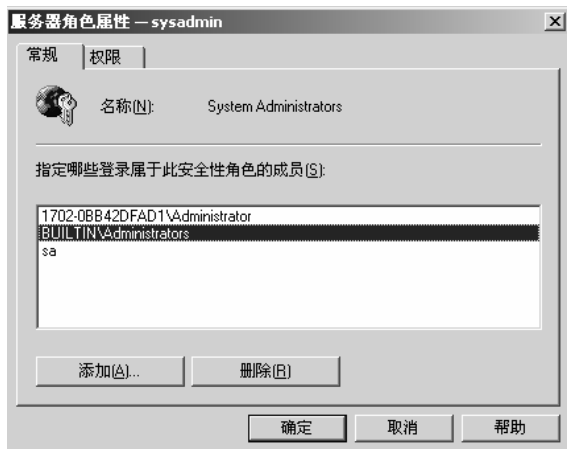 服务器角色属性 — sysadmin
常规 权限
名称(N): System Administrators
指定哪些登录属于此安全性角色的成员(S):
1702-0BB42DFAD1\Administrator
BUILTIN\Administrators
sa
添加(A)... 删除(R)
确定 取消 帮助